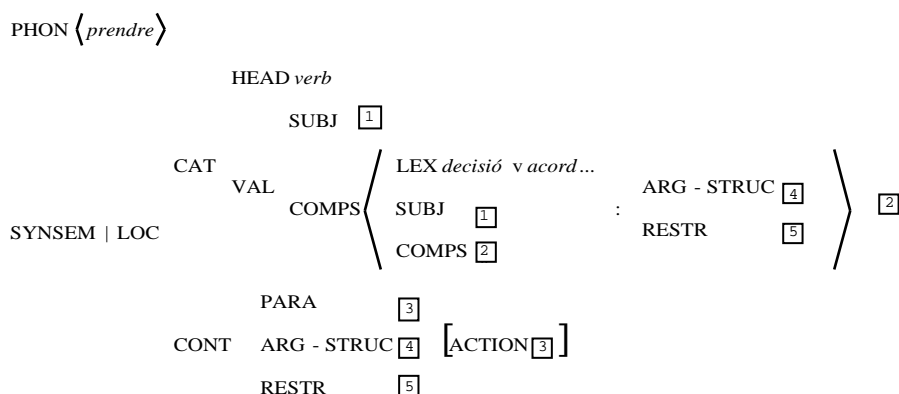 PHON ⟨prendre⟩
HEAD verb
SUBJ 1
CAT
LEX decisió v acord...
VAL
ARG - STRUC 4
COMPS
SUBJ 1
:
2
SYNSEM | LOC
RESTR 5
COMPS 2
PARA 3
CONT ARG - STRUC 4 [ACTION 3]
RESTR 5